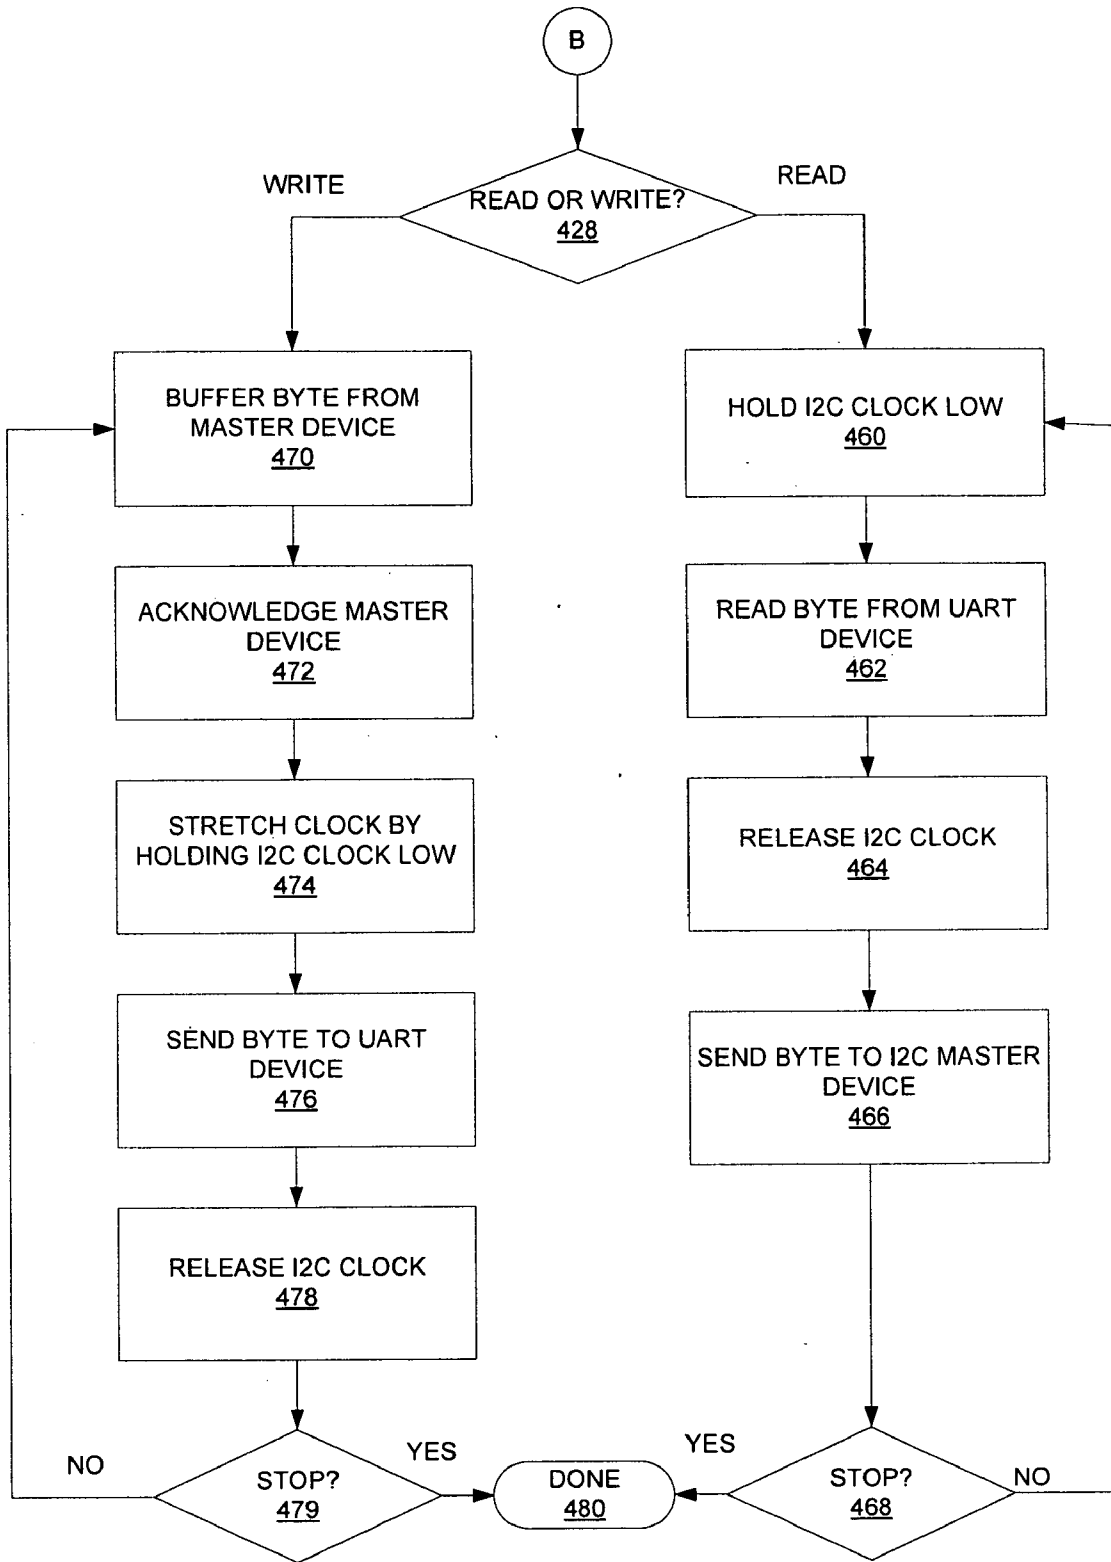 B
WRITE
READ
READ OR WRITE?
428
BUFFER BYTE FROM
MASTER DEVICE
470
HOLD I2C CLOCK LOW
460
ACKNOWLEDGE MASTER
DEVICE
472
READ BYTE FROM UART
DEVICE
462
STRETCH CLOCK BY
HOLDING I2C CLOCK LOW
474
RELEASE I2C CLOCK
464
SEND BYTE TO UART
DEVICE
476
SEND BYTE TO I2C MASTER
DEVICE
466
RELEASE I2C CLOCK
478
NO
STOP?
479
YES
DONE
480
YES
STOP?
468
NO